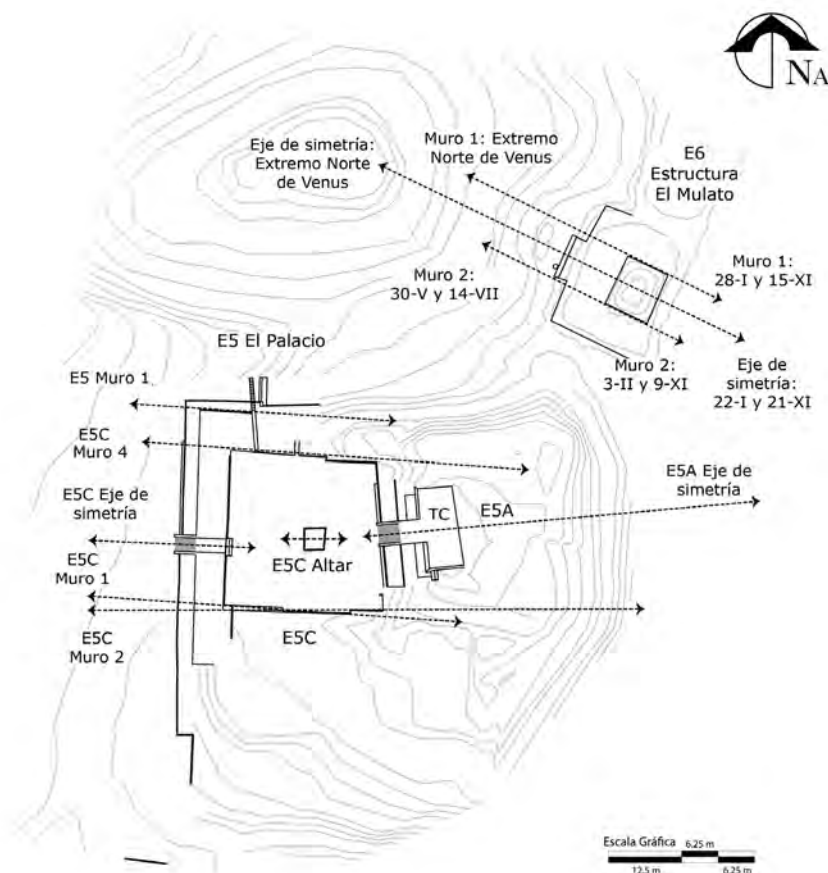 NA
Eje de simetría:
Extremo Norte
de Venus
Muro 1: Extremo
Norte de Venus
E6
Estructura
El Mulato
Muro 2:
30-V y 14-VII
Muro 1:
28-I y 15-XI
Muro 2:
3-II y 9-XI
Eje de
simetría:
22-I y 21-XI
E5 El Palacio
E5 Muro 1
E5C
Muro 4
E5C Eje de
simetría
E5C
Muro 1
E5C
Muro 2
E5C Altar
E5C
TC
E5A
E5A Eje de
simetría
Escala Gráfica
6.25 m
12.5 m
6.25 m